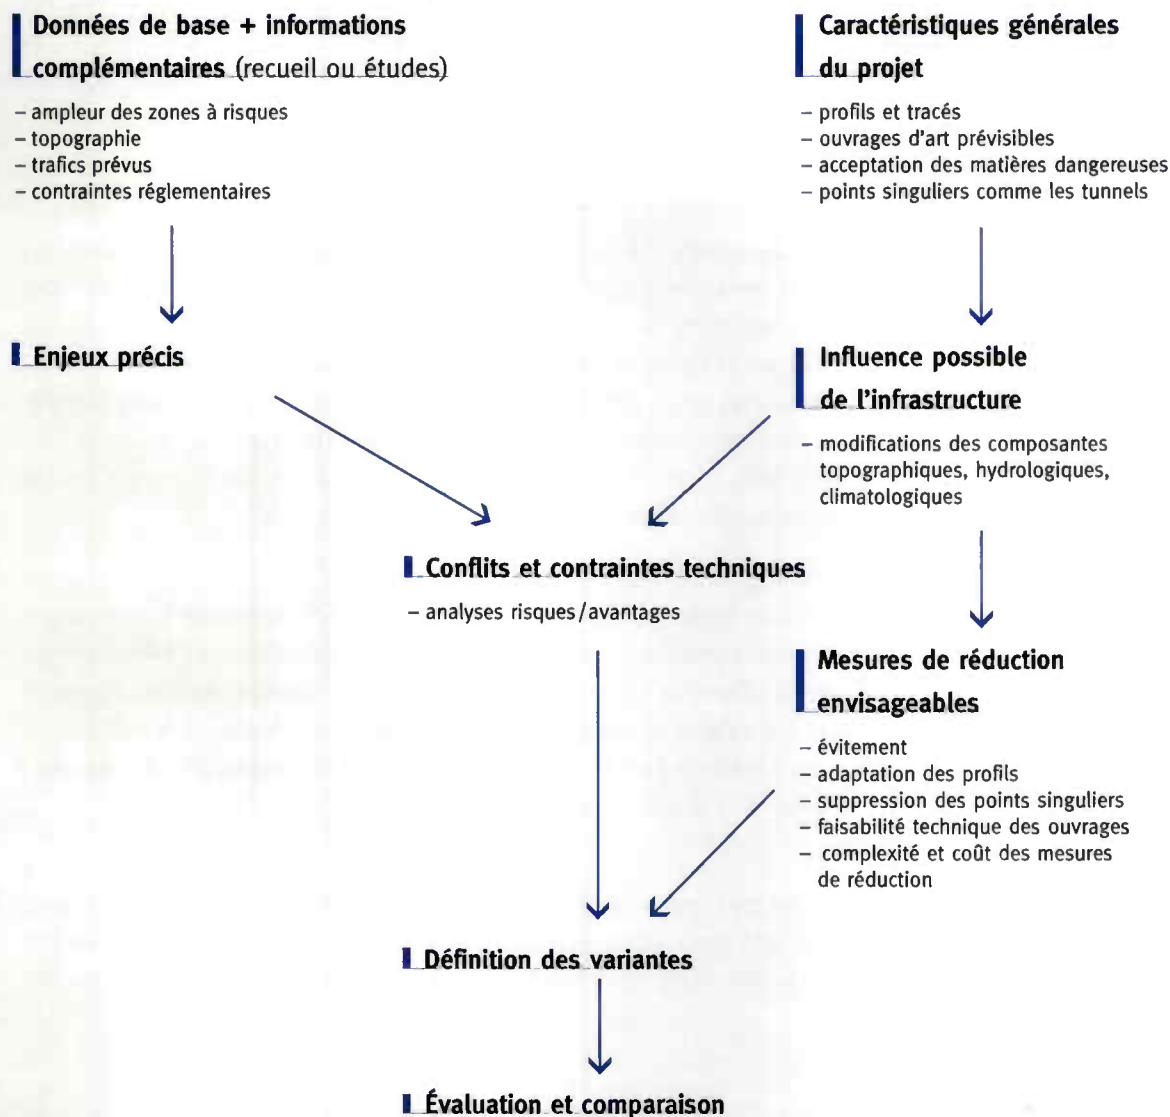 Données de base + informations
complémentaires (recueil ou études)
– ampleur des zones à risques
– topographie
– trafics prévus
– contraintes réglementaires
Caractéristiques générales
du projet
– profils et tracés
– ouvrages d'art prévisibles
– acceptation des matières dangereuses
– points singuliers comme les tunnels
Enjeux précis
Influence possible
de l'infrastructure
– modifications des composantes
topographiques, hydrologiques,
climatologiques
Conflits et contraintes techniques
– analyses risques/avantages
Mesures de réduction
envisageables
– évitement
– adaptation des profils
– suppression des points singuliers
– faisabilité technique des ouvrages
– complexité et coût des mesures
de réduction
Définition des variantes
Évaluation et comparaison